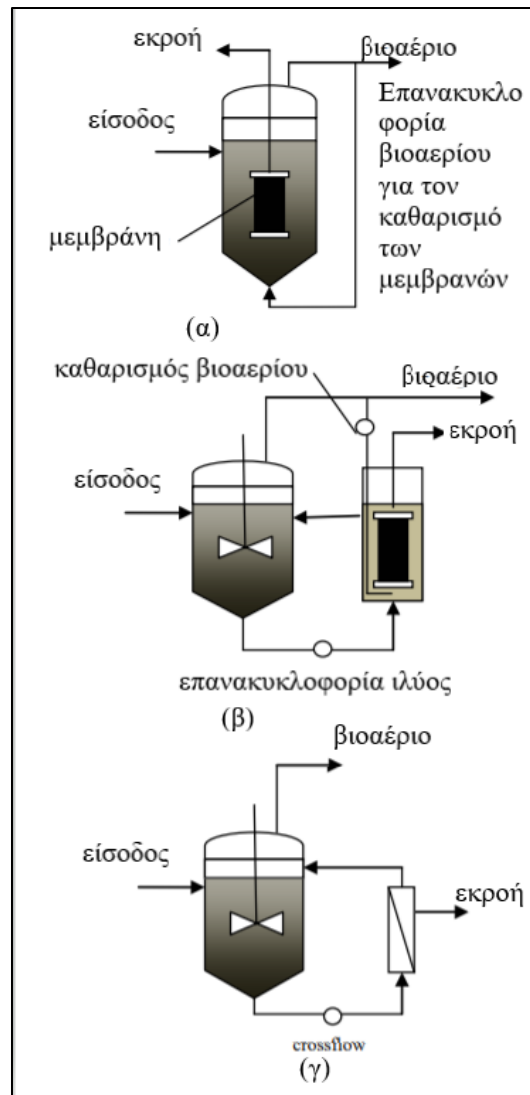 εκροή
βιοαέριο
είσοδος
Επανακυκλο
φορία
βιοαερίου
για τον
καθαρισμό
των
μεμβρανών
μεμβράνη
(α)
καθαρισμός βιοαερίου
βιοαέριο
εκροή
είσοδος
επανακυκλοφορία ιλύος
(β)
βιοαέριο
είσοδος
εκροή
crossflow
(γ)